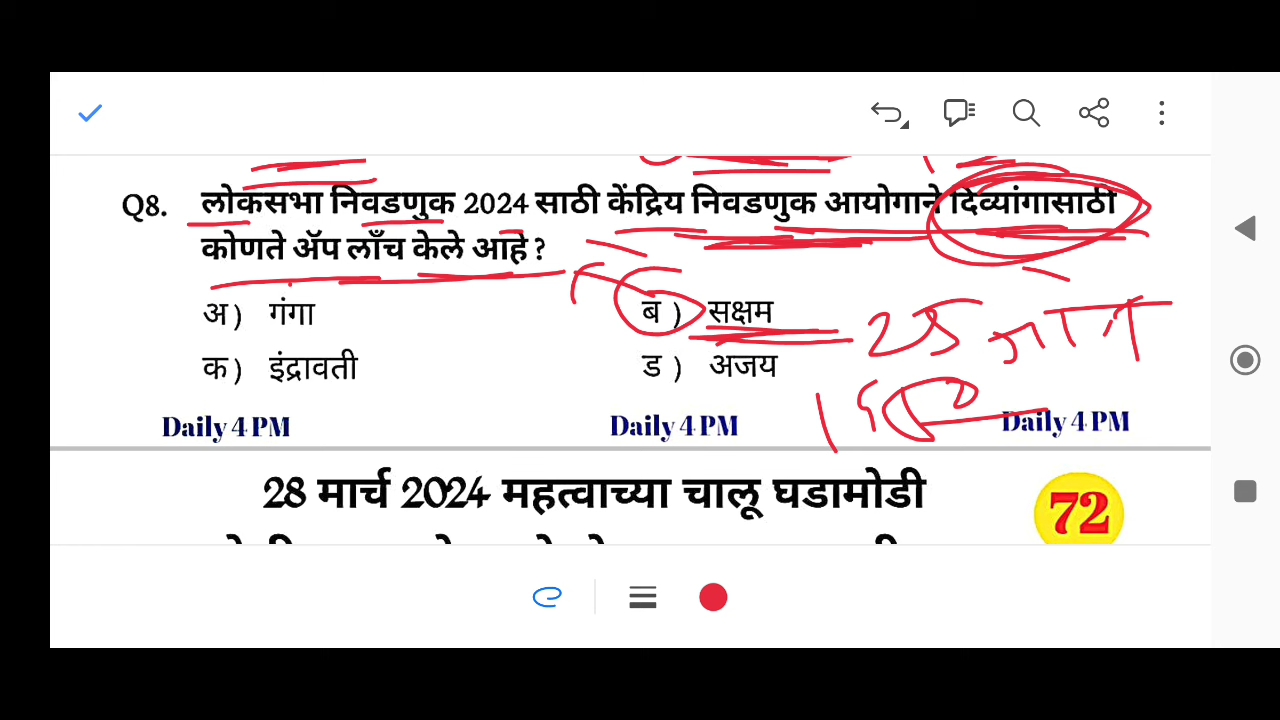 Q8. लोकसभा निवडणुक 2024 साठी केंद्रिय निवडणुक आयोगाने दिव्यांगासाठी
कोणते ॲप लाँच केले आहे ?
अ ) गंगा
ब ) सक्षम
25
क ) इंद्रावती
ड ) अजय
Daily 4 PM
Daily 4 PM
Daily 4 PM
28 मार्च 2024 महत्वाच्या चालू घडामोडी
72